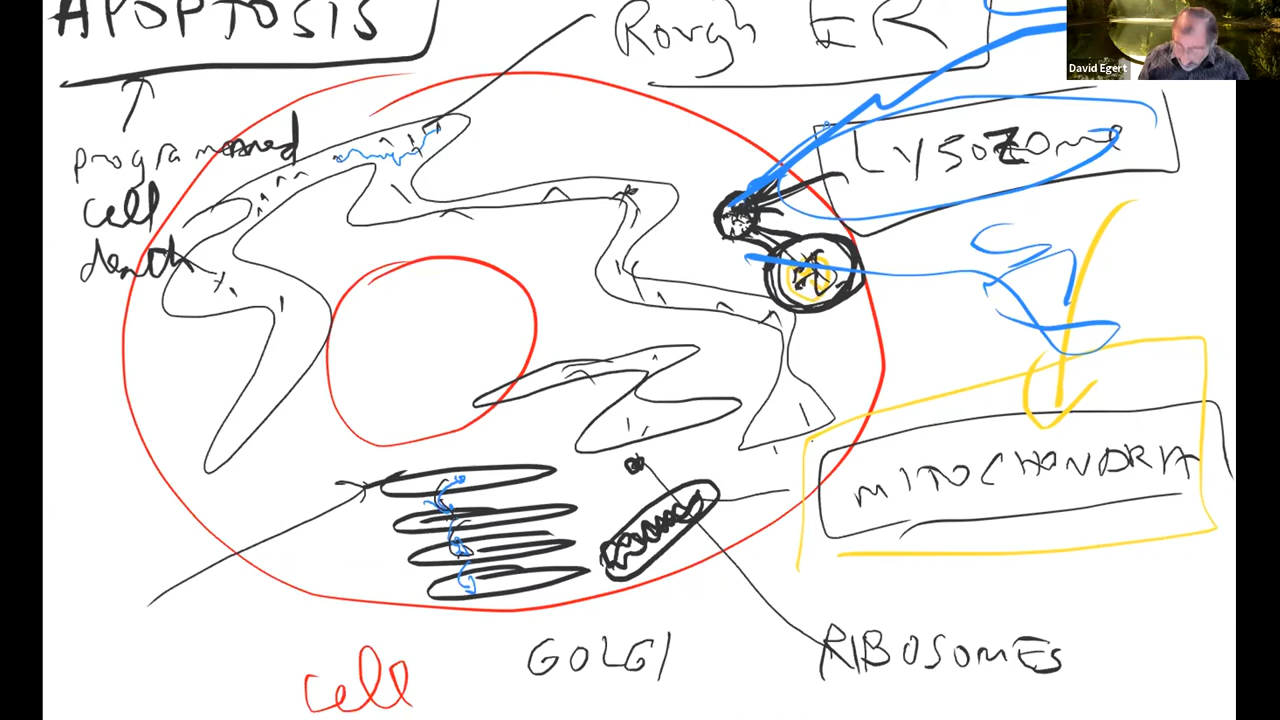 APOPTOSIS
Rough ER
David Egert
programmed
cell
death
LYSOZOME
MITOCHONDRIA
GOLGI
RIBOSOMES
cell